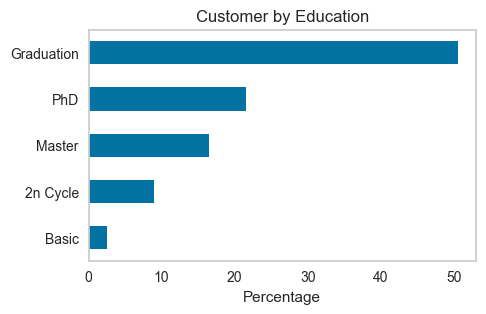 Customer by Education
Graduation
PhD
Master
2n Cycle
Basic
0 10 20 30 40 50
Percentage